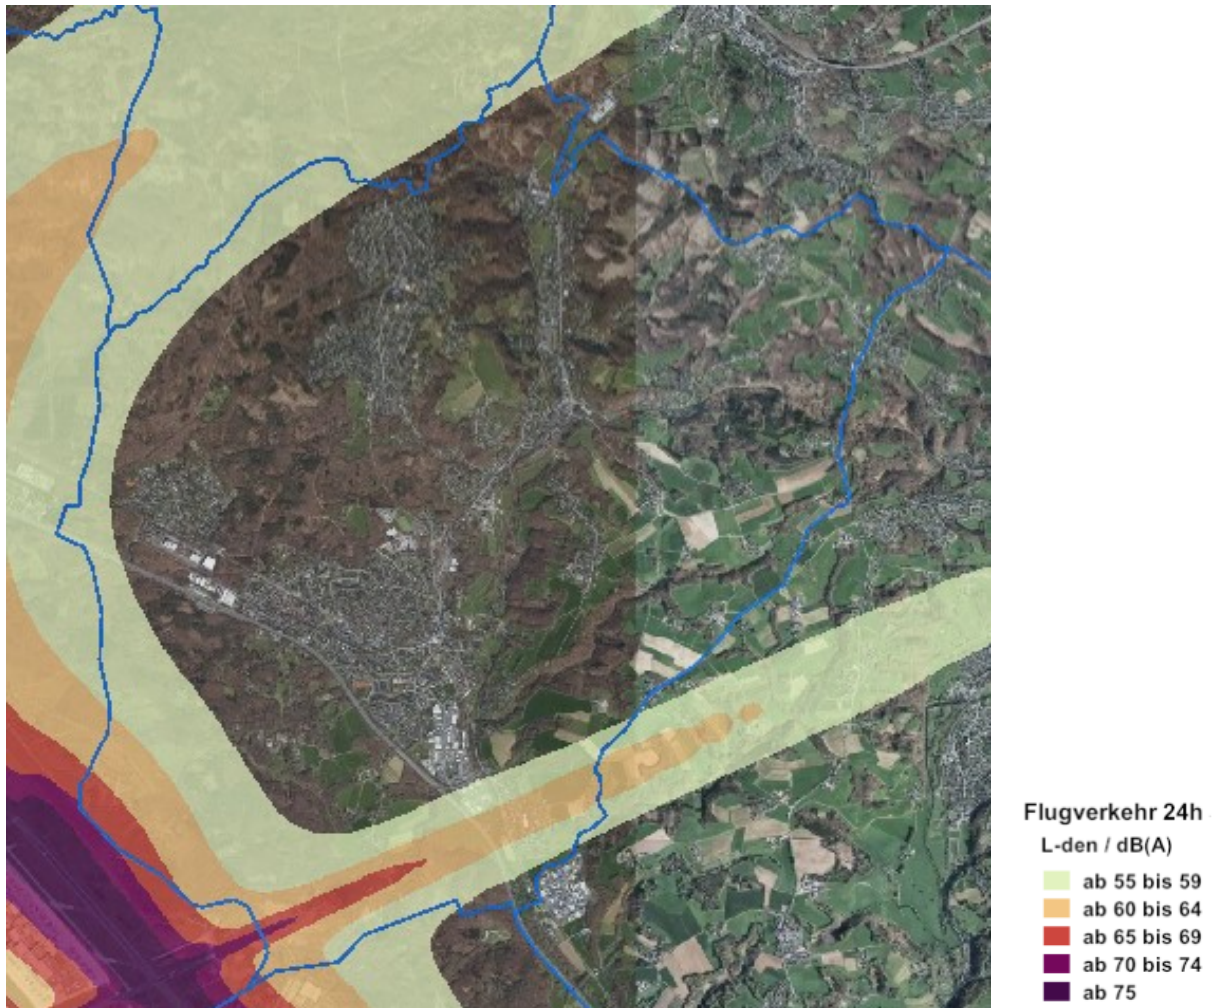 Flugverkehr 24h
L-den / dB(A)
ab 55 bis 59
ab 60 bis 64
ab 65 bis 69
ab 70 bis 74
ab 75